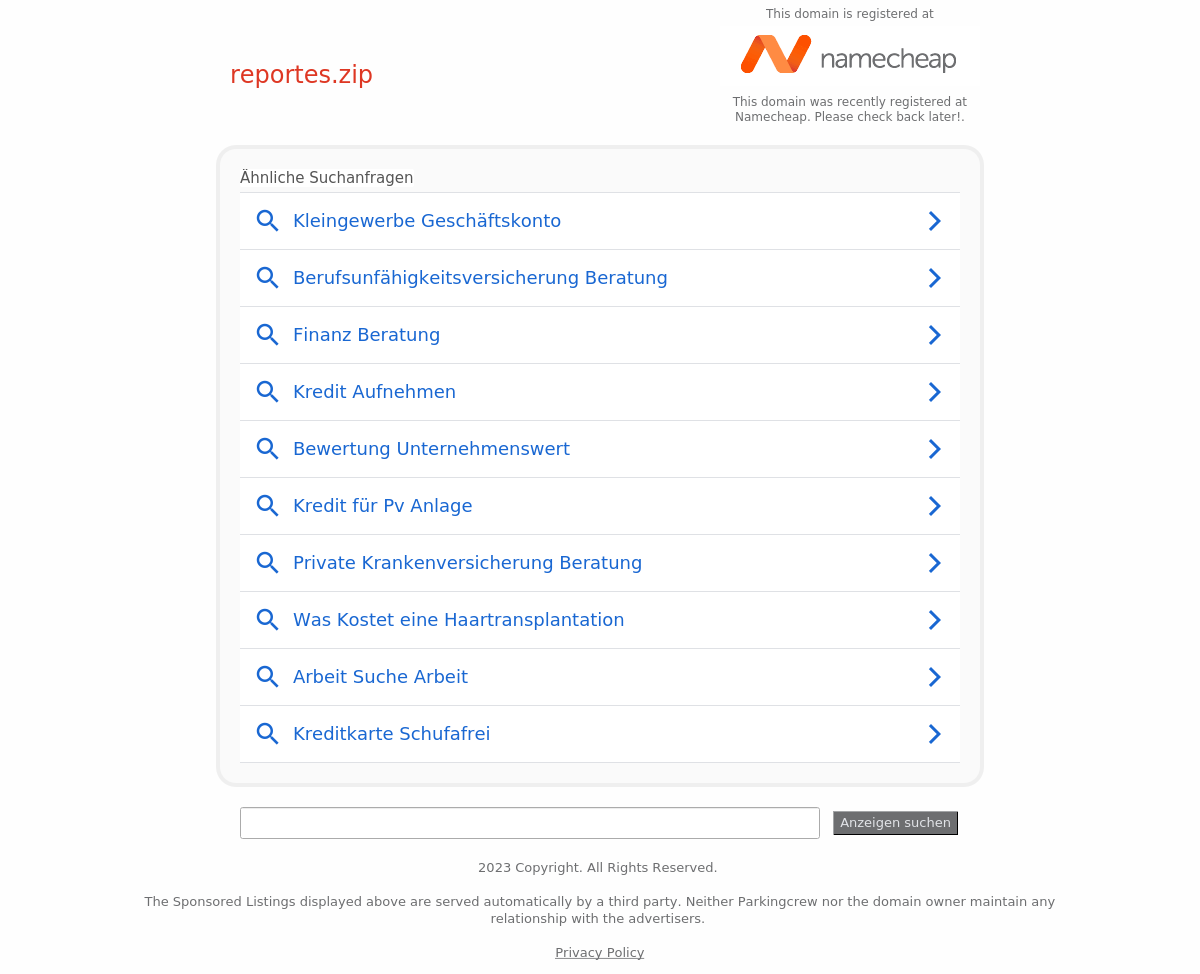 This domain is registered at
namecheap
reportes.zip
This domain was recently registered at
Namecheap. Please check back later!.
Ähnliche Suchanfragen
Kleingewerbe Geschäftskonto
Berufsunfähigkeitsversicherung Beratung
Finanz Beratung
Kredit Aufnehmen
Bewertung Unternehmenswert
Kredit für Pv Anlage
Private Krankenversicherung Beratung
Was Kostet eine Haartransplantation
Arbeit Suche Arbeit
Kreditkarte Schufafrei
Anzeigen suchen
2023 Copyright. All Rights Reserved.
The Sponsored Listings displayed above are served automatically by a third party. Neither Parkingcrew nor the domain owner maintain any
relationship with the advertisers.
Privacy Policy